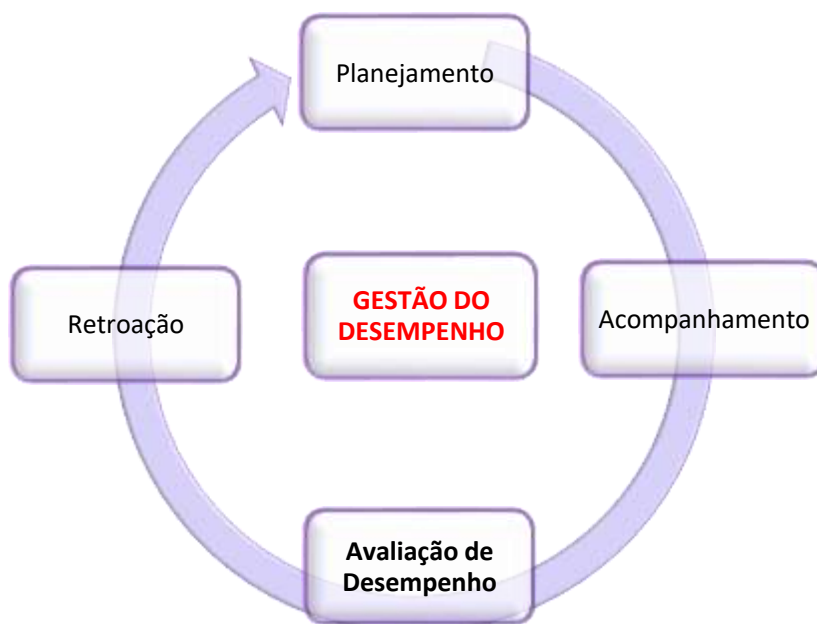 Planejamento
Retroação
GESTÃO DO
DESEMPENHO
Acompanhamento
Avaliação de
Desempenho